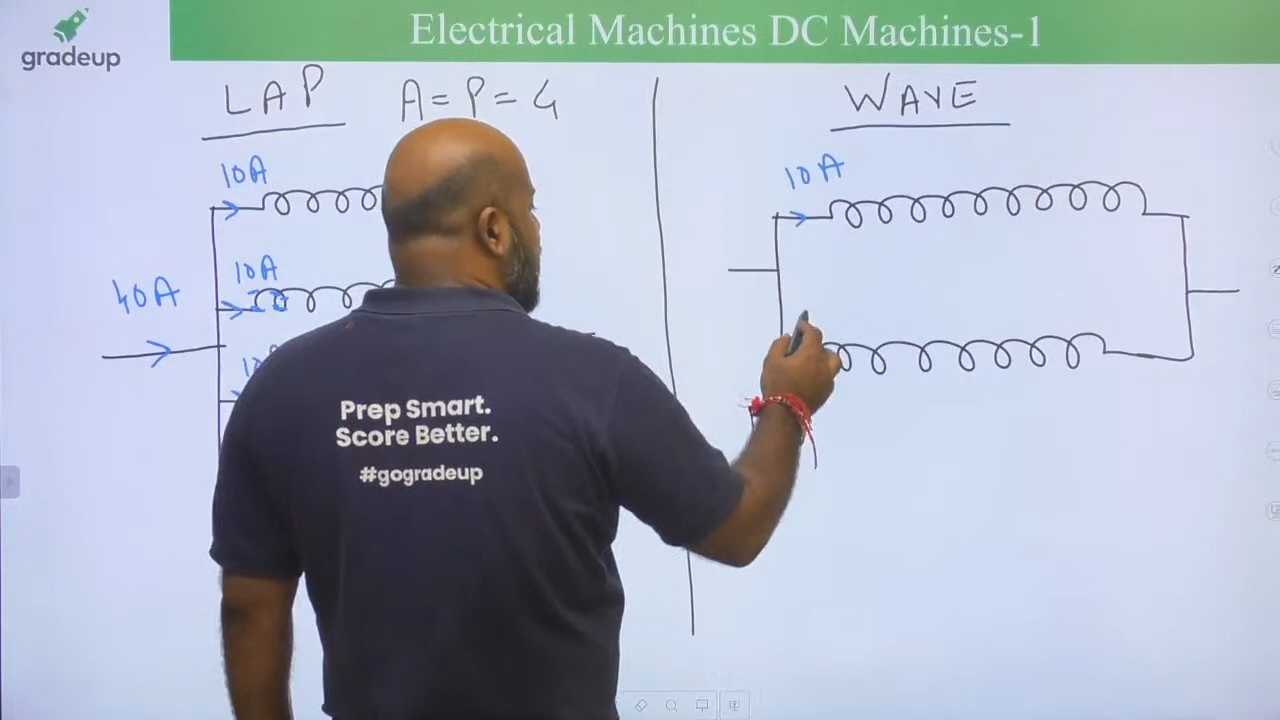 Electrical Machines DC Machines-1
gradeup
LAP
A = P = 4
WAVE
10A
10A
10A
40A
Prep Smart.
Score Better.
#gogradeup